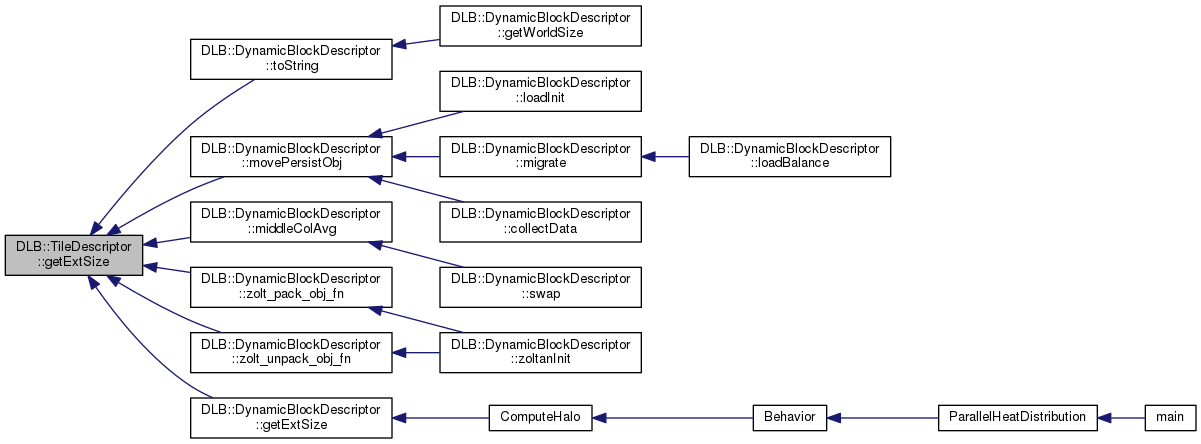 DLB::DynamicBlockDescriptor
::getWorldSize
DLB::DynamicBlockDescriptor
::toString
DLB::DynamicBlockDescriptor
::loadInit
DLB::DynamicBlockDescriptor
::movePersistObj
DLB::DynamicBlockDescriptor
::migrate
DLB::DynamicBlockDescriptor
::loadBalance
DLB::DynamicBlockDescriptor
::collectData
DLB::DynamicBlockDescriptor
::middleColAvg
DLB::TileDescriptor
::getExtSize
DLB::DynamicBlockDescriptor
::zolt_pack_obj_fn
DLB::DynamicBlockDescriptor
::swap
DLB::DynamicBlockDescriptor
::zolt_unpack_obj_fn
DLB::DynamicBlockDescriptor
::zoltanInit
DLB::DynamicBlockDescriptor
::getExtSize
ComputeHalo
Behavior
ParallelHeatDistribution
main